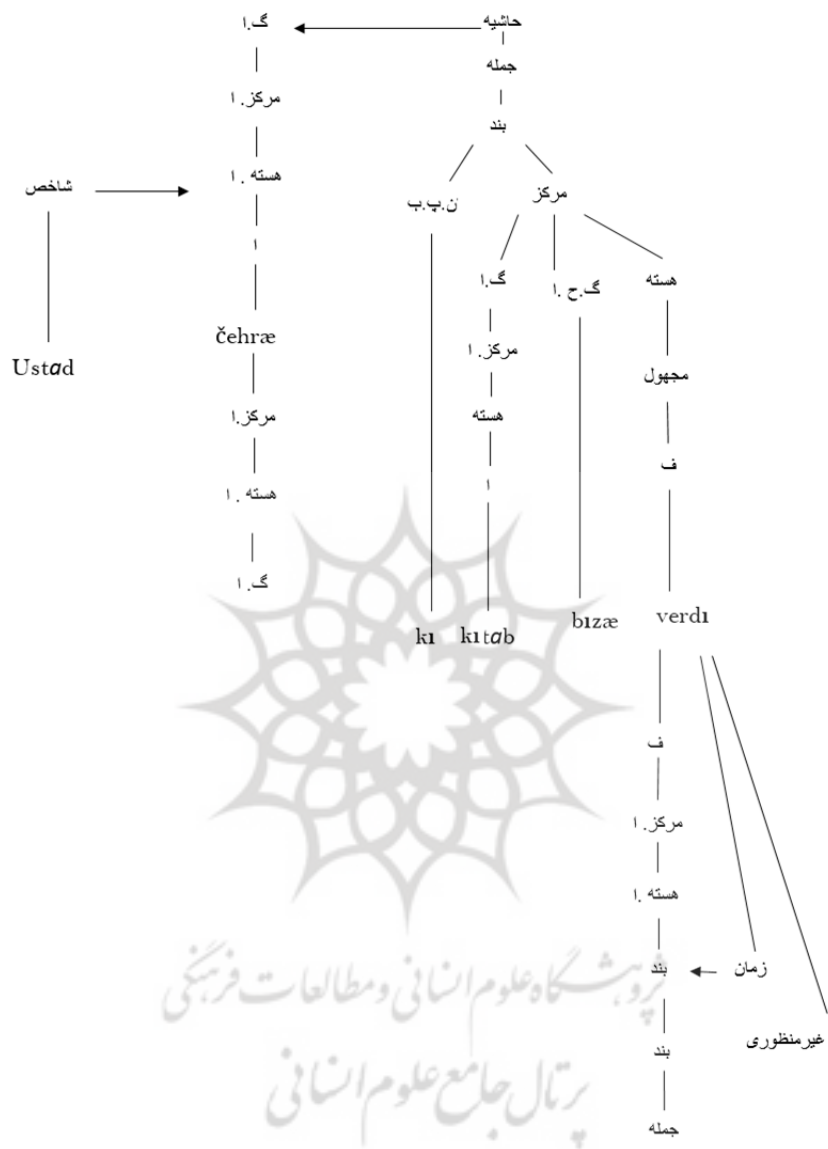 حاشیه گ.ا
جمله
مرکز. ا
بند
هسته .ا
شاخص
مرکز ن.پ.ب
ا
هسته گ.ح .ا گ.ا
čehræ
مرکز. ا
Ustad
مجهول
مرکز.ا
هسته
ف
ا
هسته .ا
گ.ا
kı kıtab bızæ verdı
ف
مرکز. ا
هسته .ا
زمان بند
غیرمنظوری
بند
جمله
پژوهشگاه علوم انسانی و مطالعات فرهنگی
پرتال جامع علوم انسانی